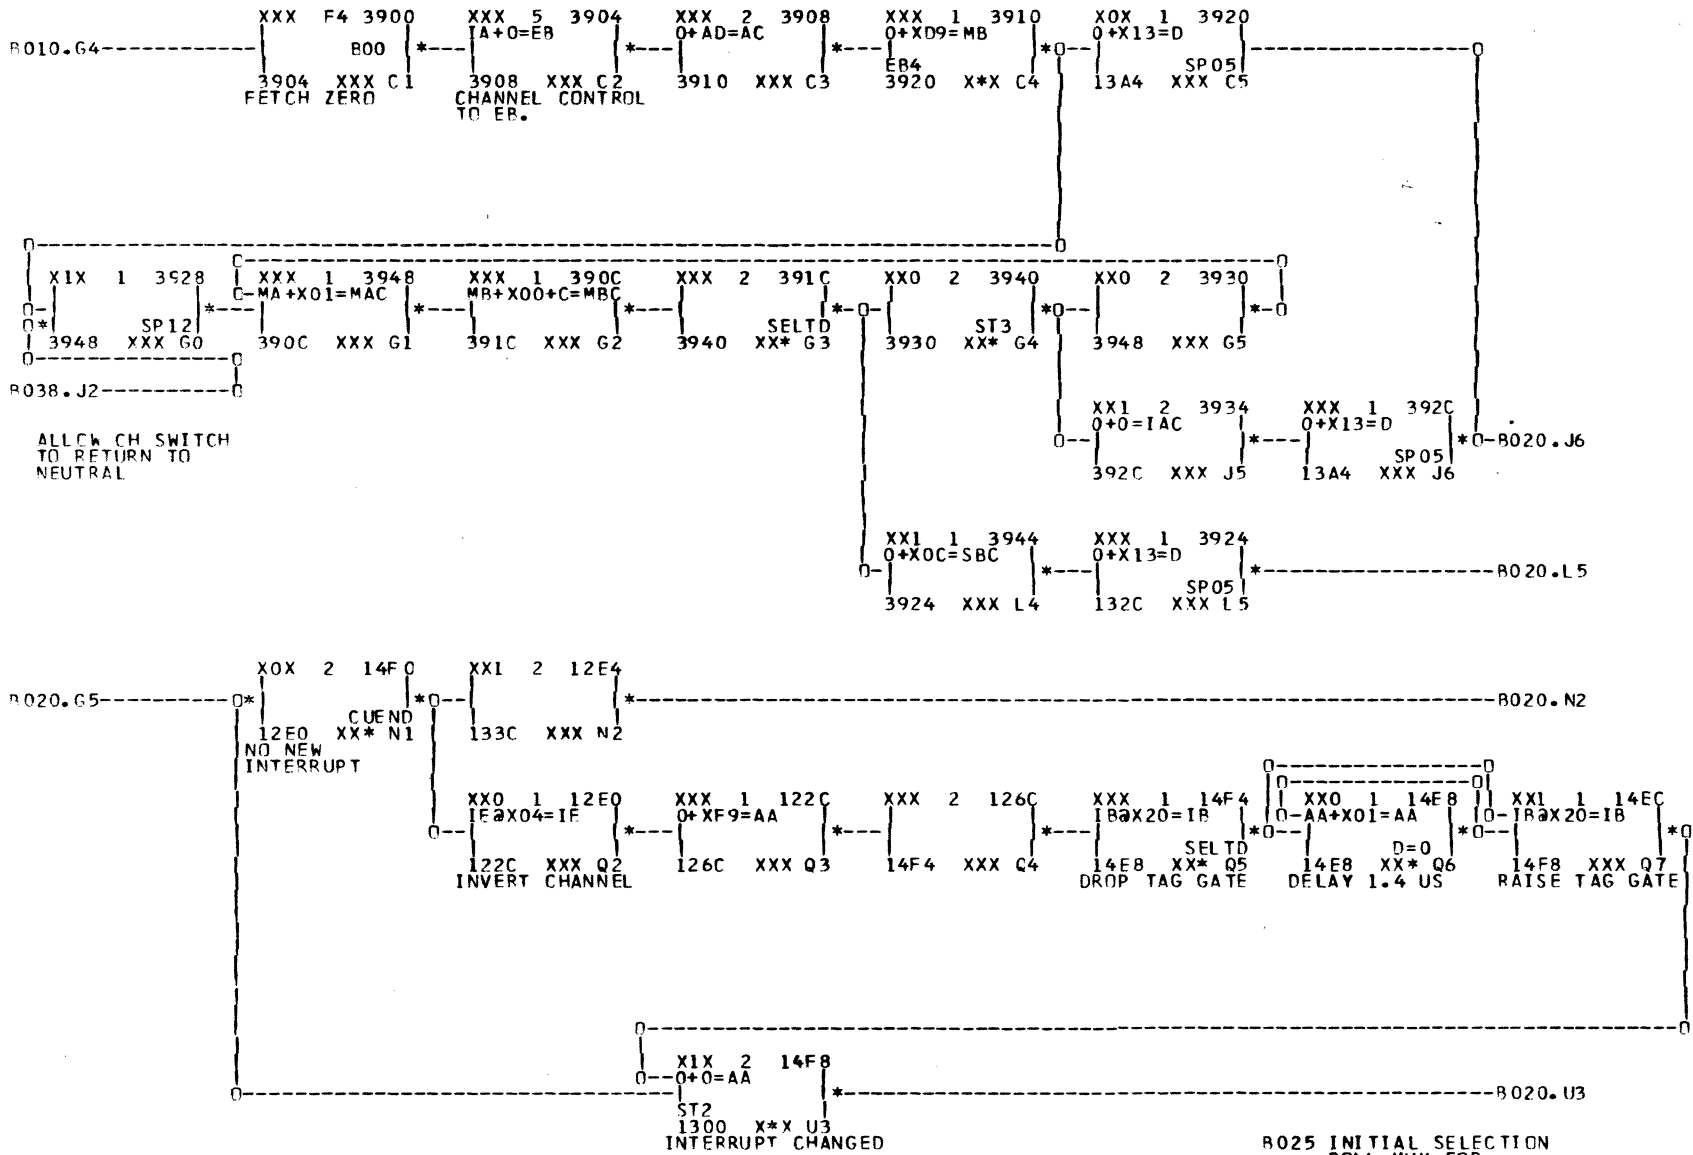 XXX F4 3900 XXX 5 3904 XXX 2 3908 XXX 1 3910 X0X 1 3920
IA+0=EB 0+AD=AC 0+XD9=MB 0+X13=D
B010.G4 B00 * * * *
EB4 SP05
3904 XXX C1 3908 XXX C2 3910 XXX C3 3920 X*X C4 13A4 XXX C5
FETCH ZERO CHANNEL CONTROL
TO EB.
X1X 1 3928 XXX 1 3948 XXX 1 390C XXX 2 391C XX0 2 3940 XX0 2 3930
MA+X01=MAC MB+X00+C=MBC
* * * * * *
* SP12 SELTD ST3
3948 XXX G0 390C XXX G1 391C XXX G2 3940 XX* G3 3930 XX* G4 3948 XXX G5
B038.J2
XX1 2 3934 XXX 1 392C
0+0=IAC 0+X13=D
ALLOW CH SWITCH
TO RETURN TO
NEUTRAL
* * B020.J6
SP05
392C XXX J5 13A4 XXX J6
XX1 1 3944 XXX 1 3924
0+X0C=SBC 0+X13=D
* * B020.L5
SP05
3924 XXX L4 132C XXX L5
X0X 2 14F0 XX1 2 12E4
B020.G5 * * * B020.N2
CUEND
12E0 XX* N1 133C XXX N2
NO NEW
INTERRUPT
XX0 1 12E0 XXX 1 122C XXX 2 126C XXX 1 14F4 XX0 1 14E8 XX1 1 14EC
IE@X04=IE 0+XF9=AA IB@X20=IB AA+X01=AA IB@X20=IB
* * * * * *
SELTD D=0
122C XXX Q2 126C XXX Q3 14F4 XXX Q4 14E8 XX* Q5 14E8 XX* Q6 14F8 XXX Q7
INVERT CHANNEL DROP TAG GATE DELAY 1.4 US RAISE TAG GATE
X1X 2 14F8
0+0=AA
* B020.U3
ST2
1300 X*X U3
INTERRUPT CHANGED
B025 INITIAL SELECTION